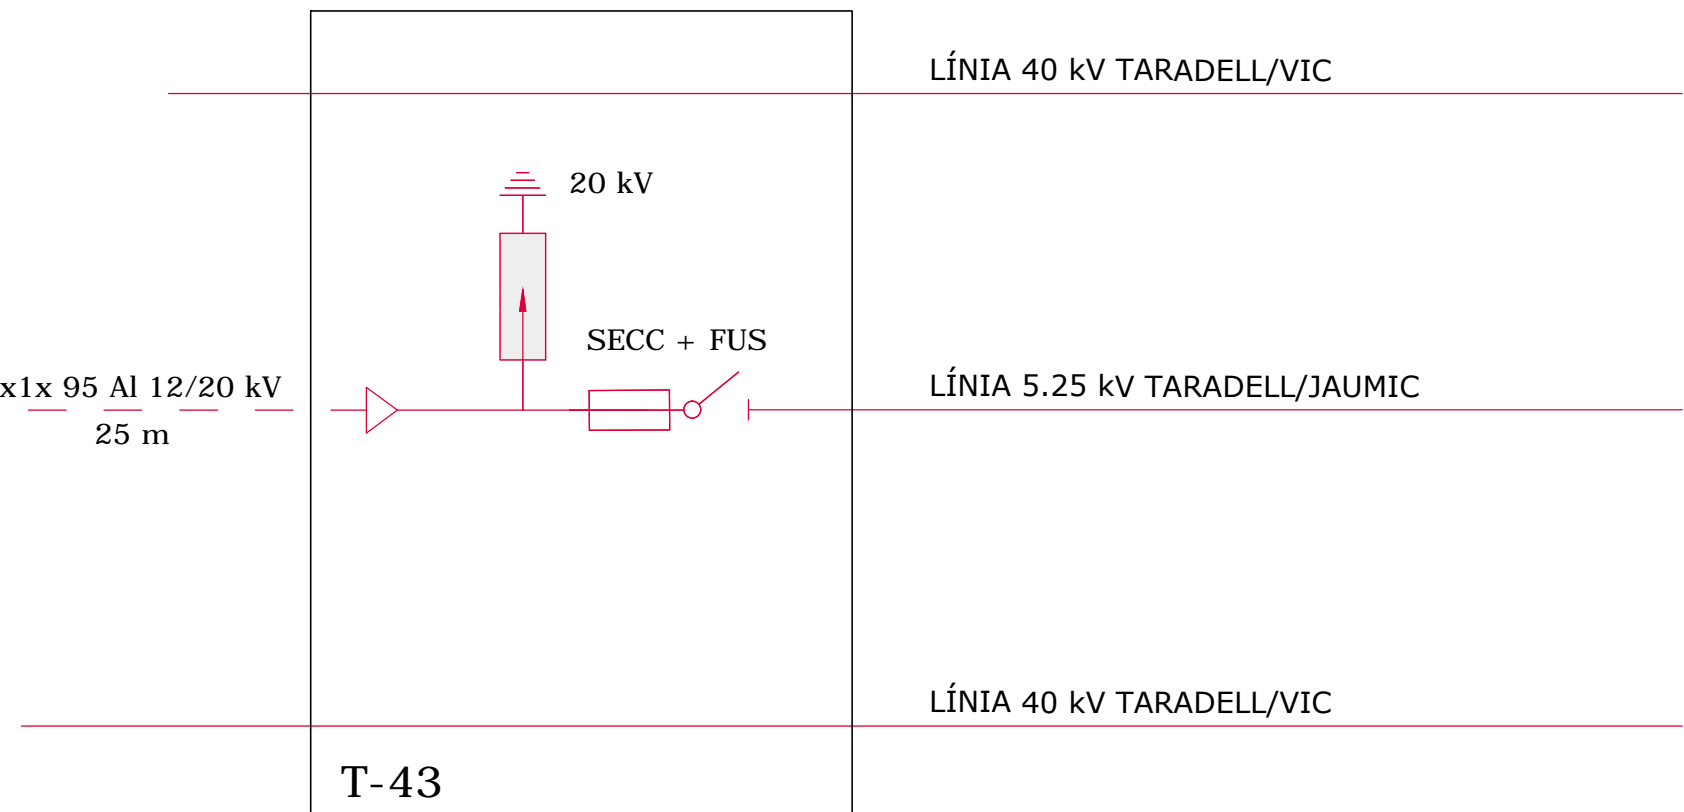 LÍNIA 40 kV TARADELL/VIC
20 kV
SECC + FUS
x1x 95 Al 12/20 kV
25 m
LÍNIA 5.25 kV TARADELL/JAUMIC
LÍNIA 40 kV TARADELL/VIC
T-43